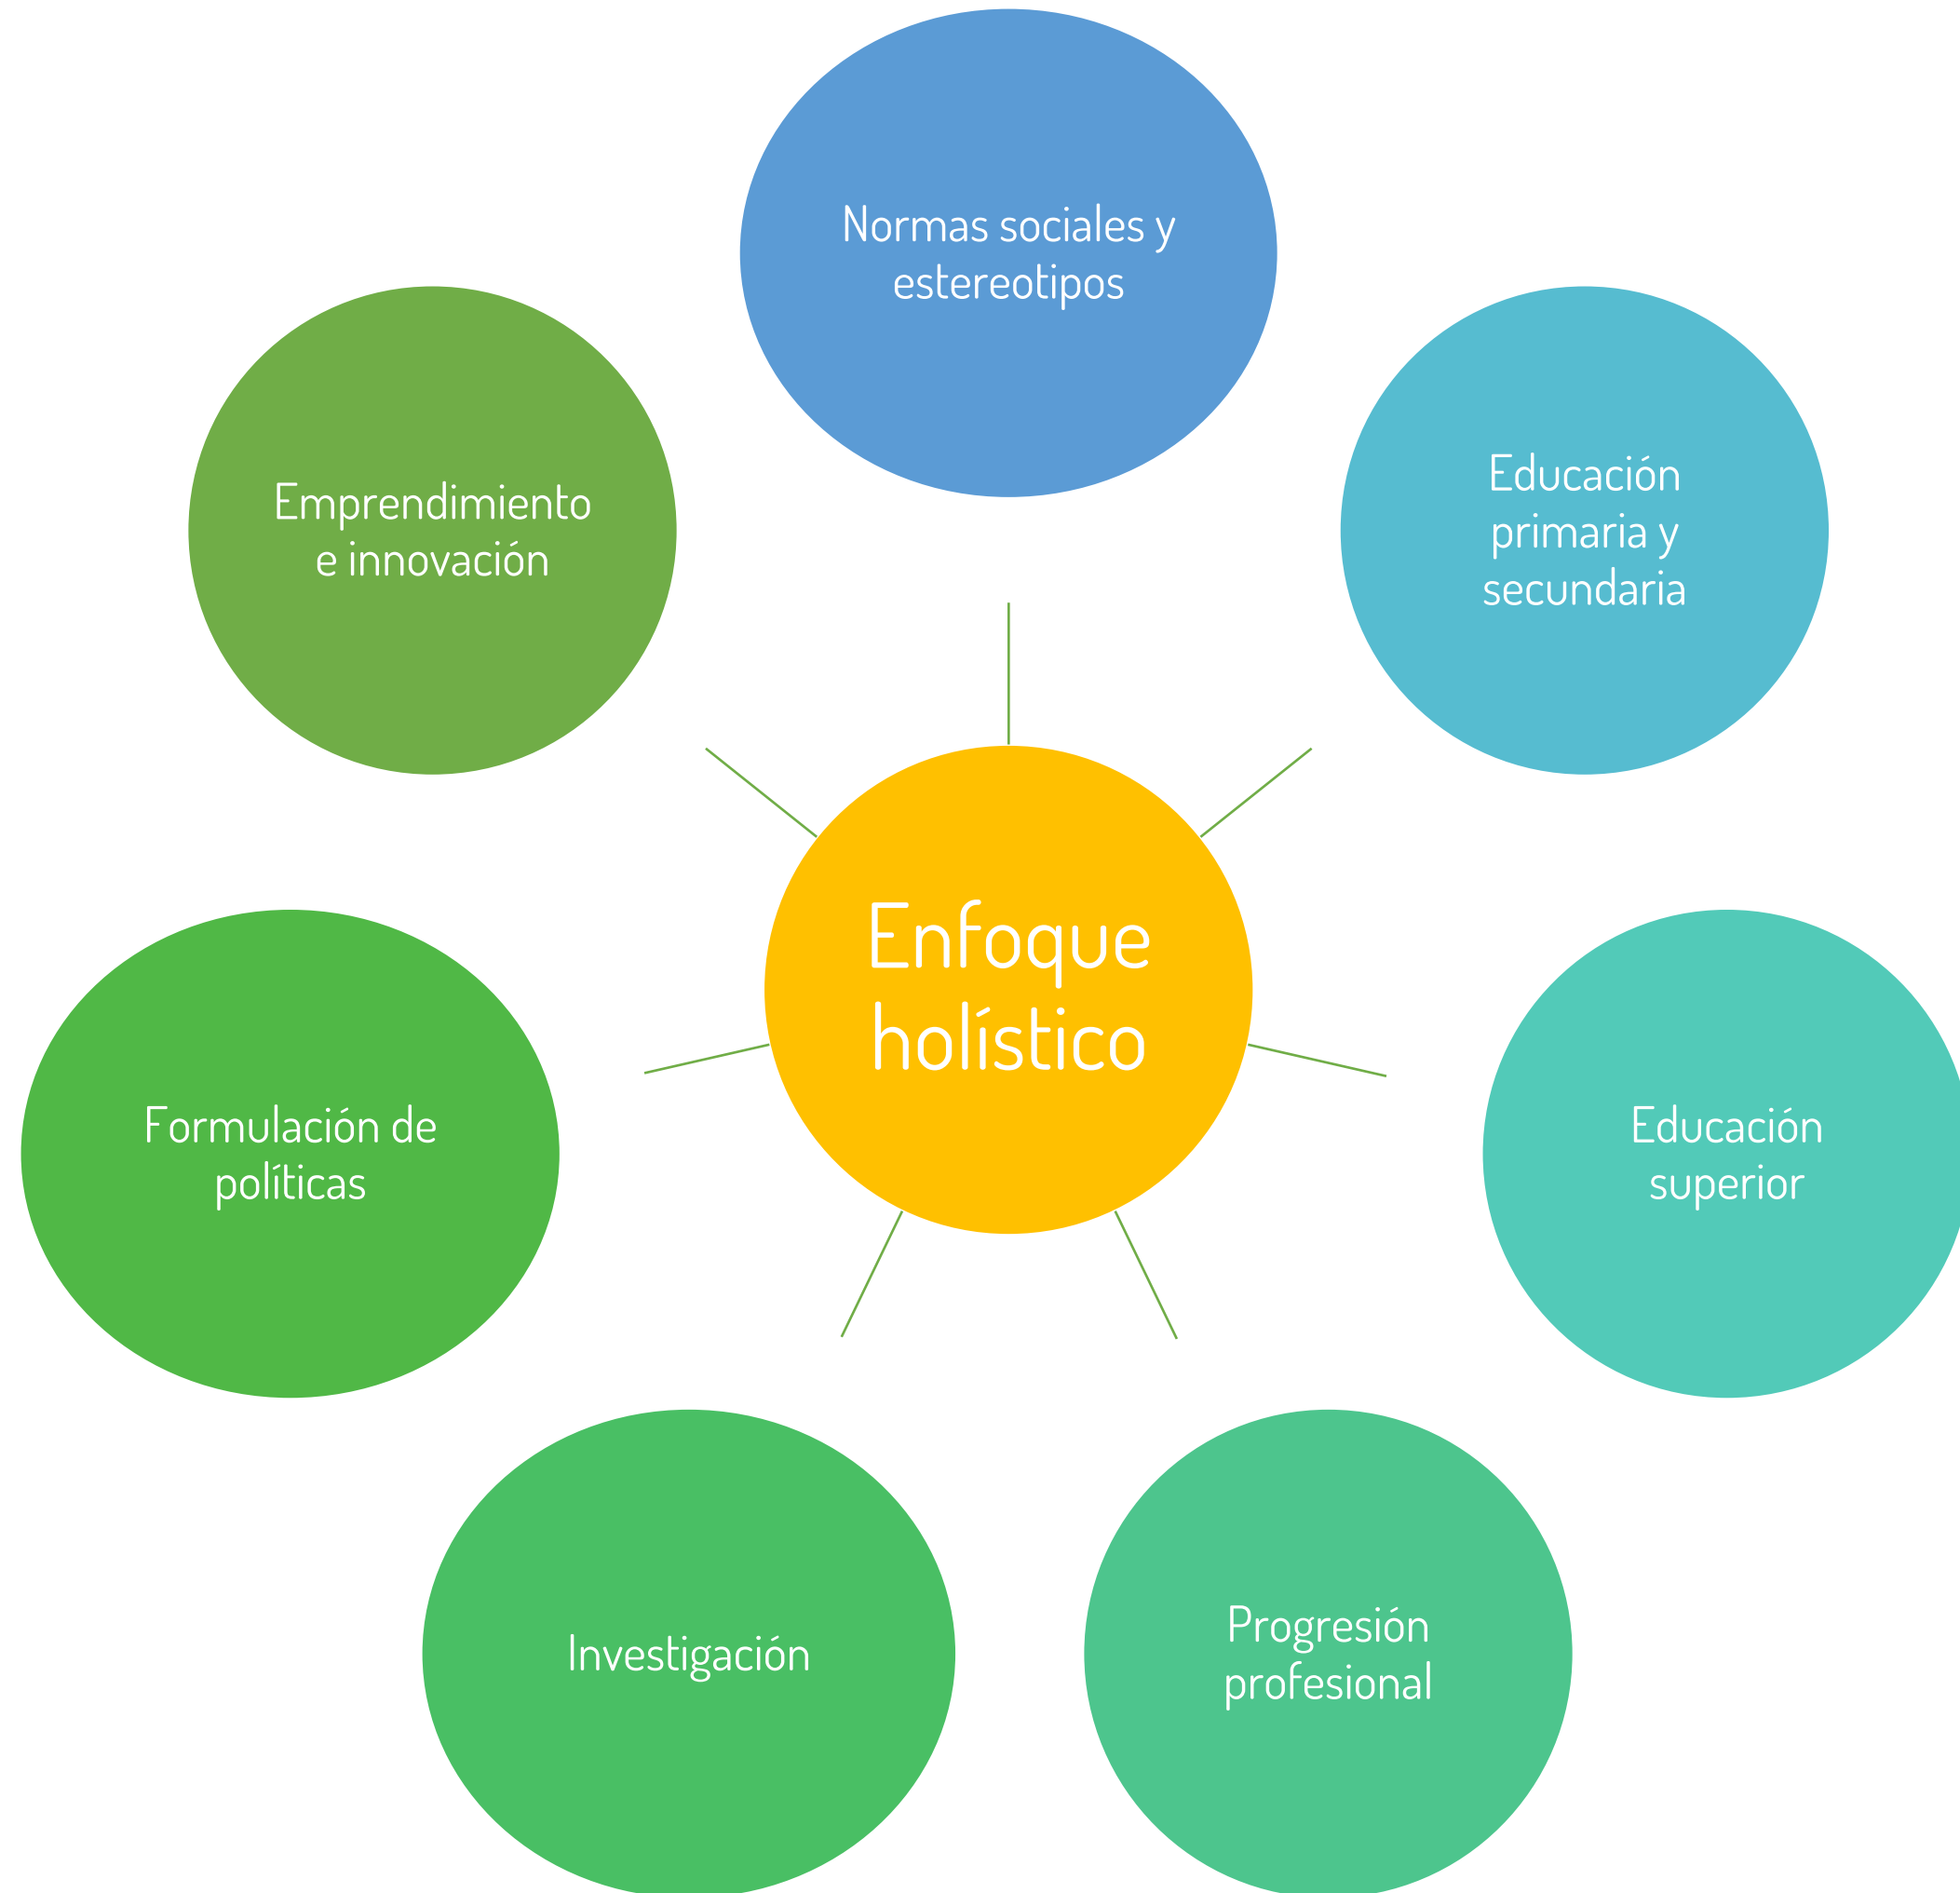 Normas sociales y
estereotipos
Educación
primaria y
secundaria
Educación
superior
Progresión
profesional
Investigación
Formulación de
políticas
Emprendimiento
e innovación
Enfoque
holístico